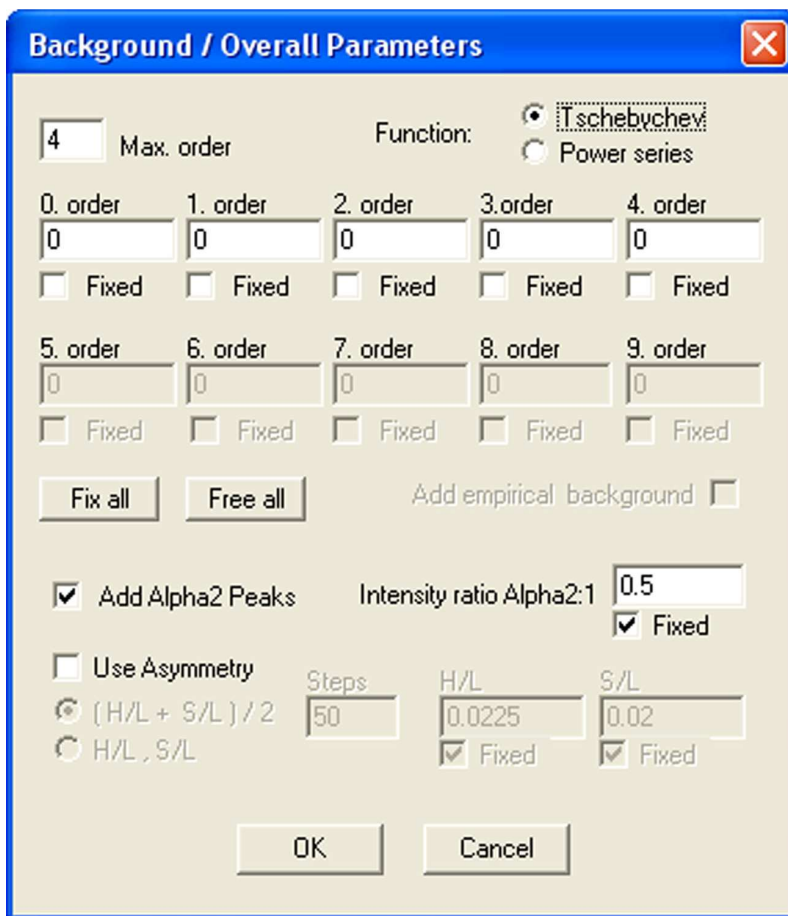 Background / Overall Parameters
4 Max. order Function: Tschebychev
Power series
0. order 1. order 2. order 3.order 4. order
0 0 0 0 0
Fixed Fixed Fixed Fixed Fixed
5. order 6. order 7. order 8. order 9. order
0 0 0 0 0
Fixed Fixed Fixed Fixed Fixed
Fix all Free all Add empirical background
Add Alpha2 Peaks Intensity ratio Alpha2:1 0.5
Fixed
Use Asymmetry Steps H/L S/L
(H/L + S/L) / 2 50 0.0225 0.02
H/L , S/L Fixed Fixed
OK Cancel